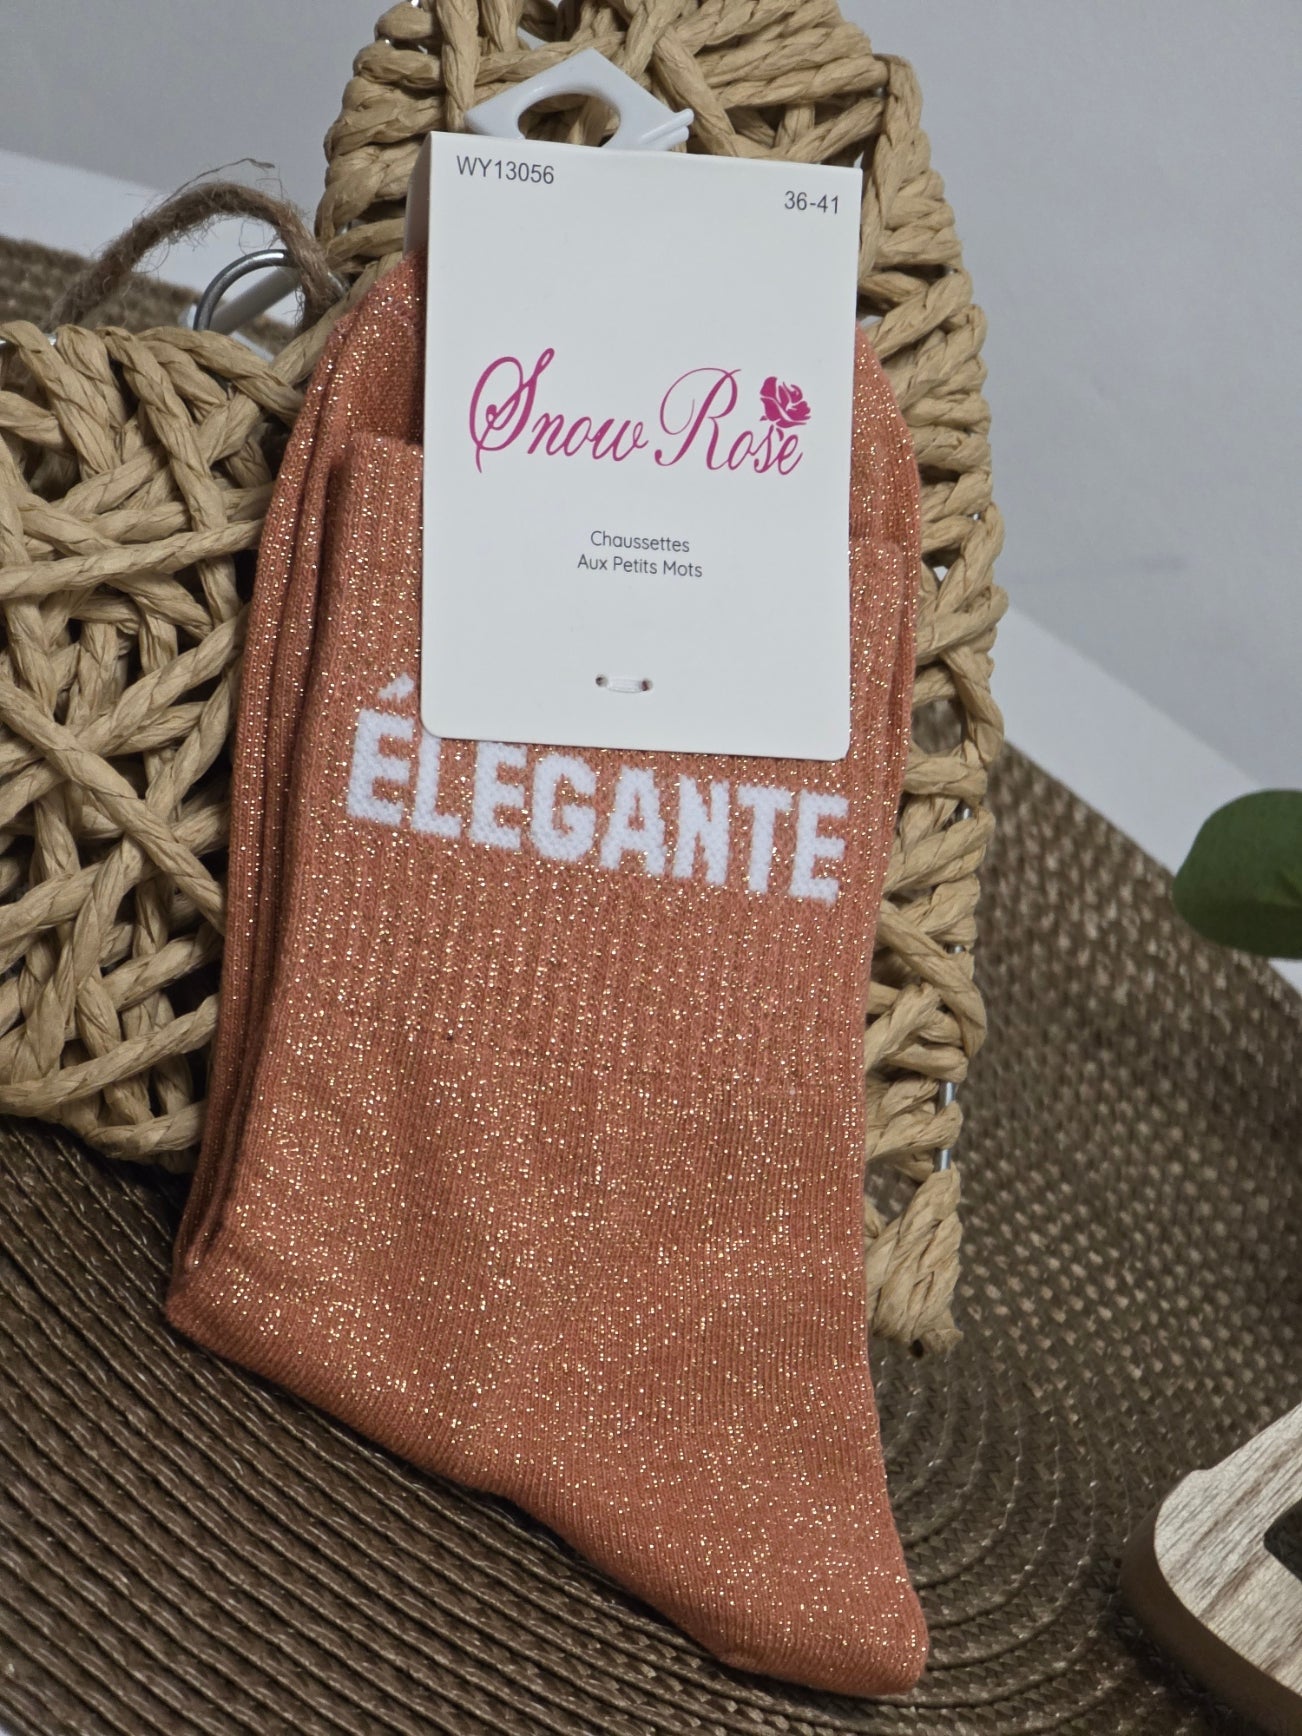 WY13056
36-41
Snow Rose
Chaussettes
Aux Petits Mots
ÉLEGANTE